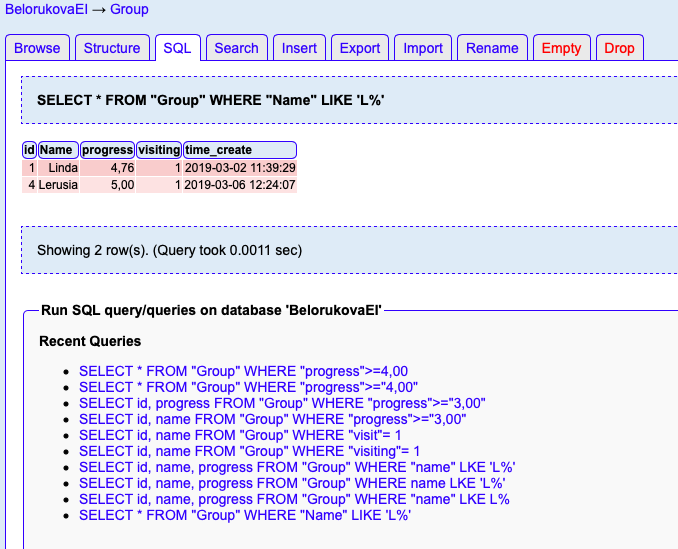 BelorukovaEI → Group
Browse Structure SQL Search Insert Export Import Rename Empty Drop
SELECT * FROM "Group" WHERE "Name" LIKE 'L%'
id Name progress visiting time_create
1 Linda 4,76 1 2019-03-02 11:39:29
4 Lerusia 5,00 1 2019-03-06 12:24:07
Showing 2 row(s). (Query took 0.0011 sec)
Run SQL query/queries on database 'BelorukovaEI'
Recent Queries
SELECT * FROM "Group" WHERE "progress">=4,00
SELECT * FROM "Group" WHERE "progress">="4,00"
SELECT id, progress FROM "Group" WHERE "progress">="3,00"
SELECT id, name FROM "Group" WHERE "progress">="3,00"
SELECT id, name FROM "Group" WHERE "visit"= 1
SELECT id, name FROM "Group" WHERE "visiting"= 1
SELECT id, name, progress FROM "Group" WHERE "name" LKE 'L%'
SELECT id, name, progress FROM "Group" WHERE name LKE 'L%'
SELECT id, name, progress FROM "Group" WHERE "name" LKE L%
SELECT * FROM "Group" WHERE "Name" LIKE 'L%'